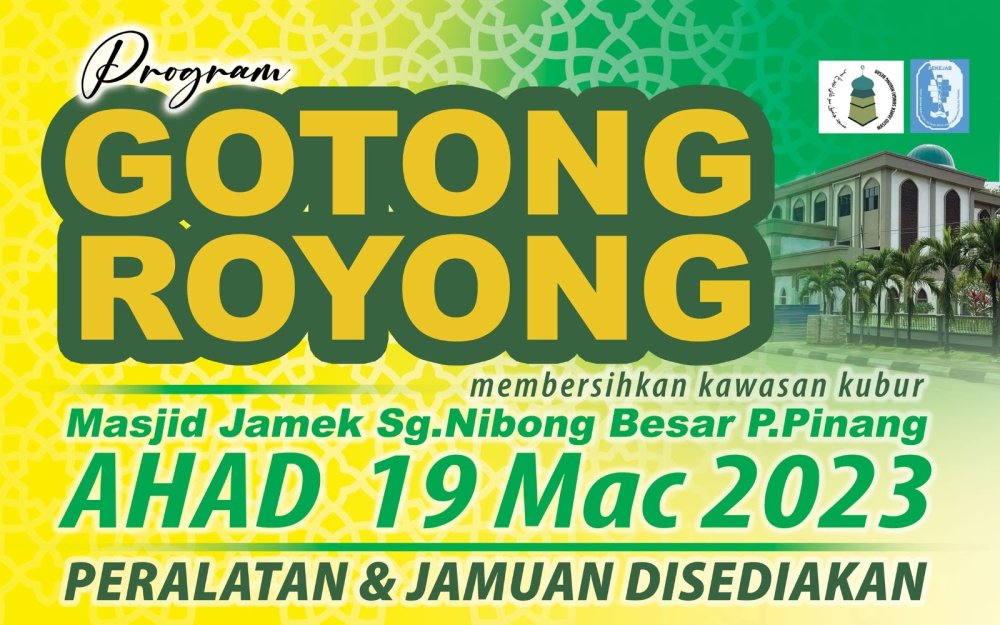 Program
GOTONG
ROYONG
membersihkan kawasan kubur
Masjid Jamek Sg.Nibong Besar P.Pinang
AHAD 19 Mac 2023
PERALATAN & JAMUAN DISEDIAKAN